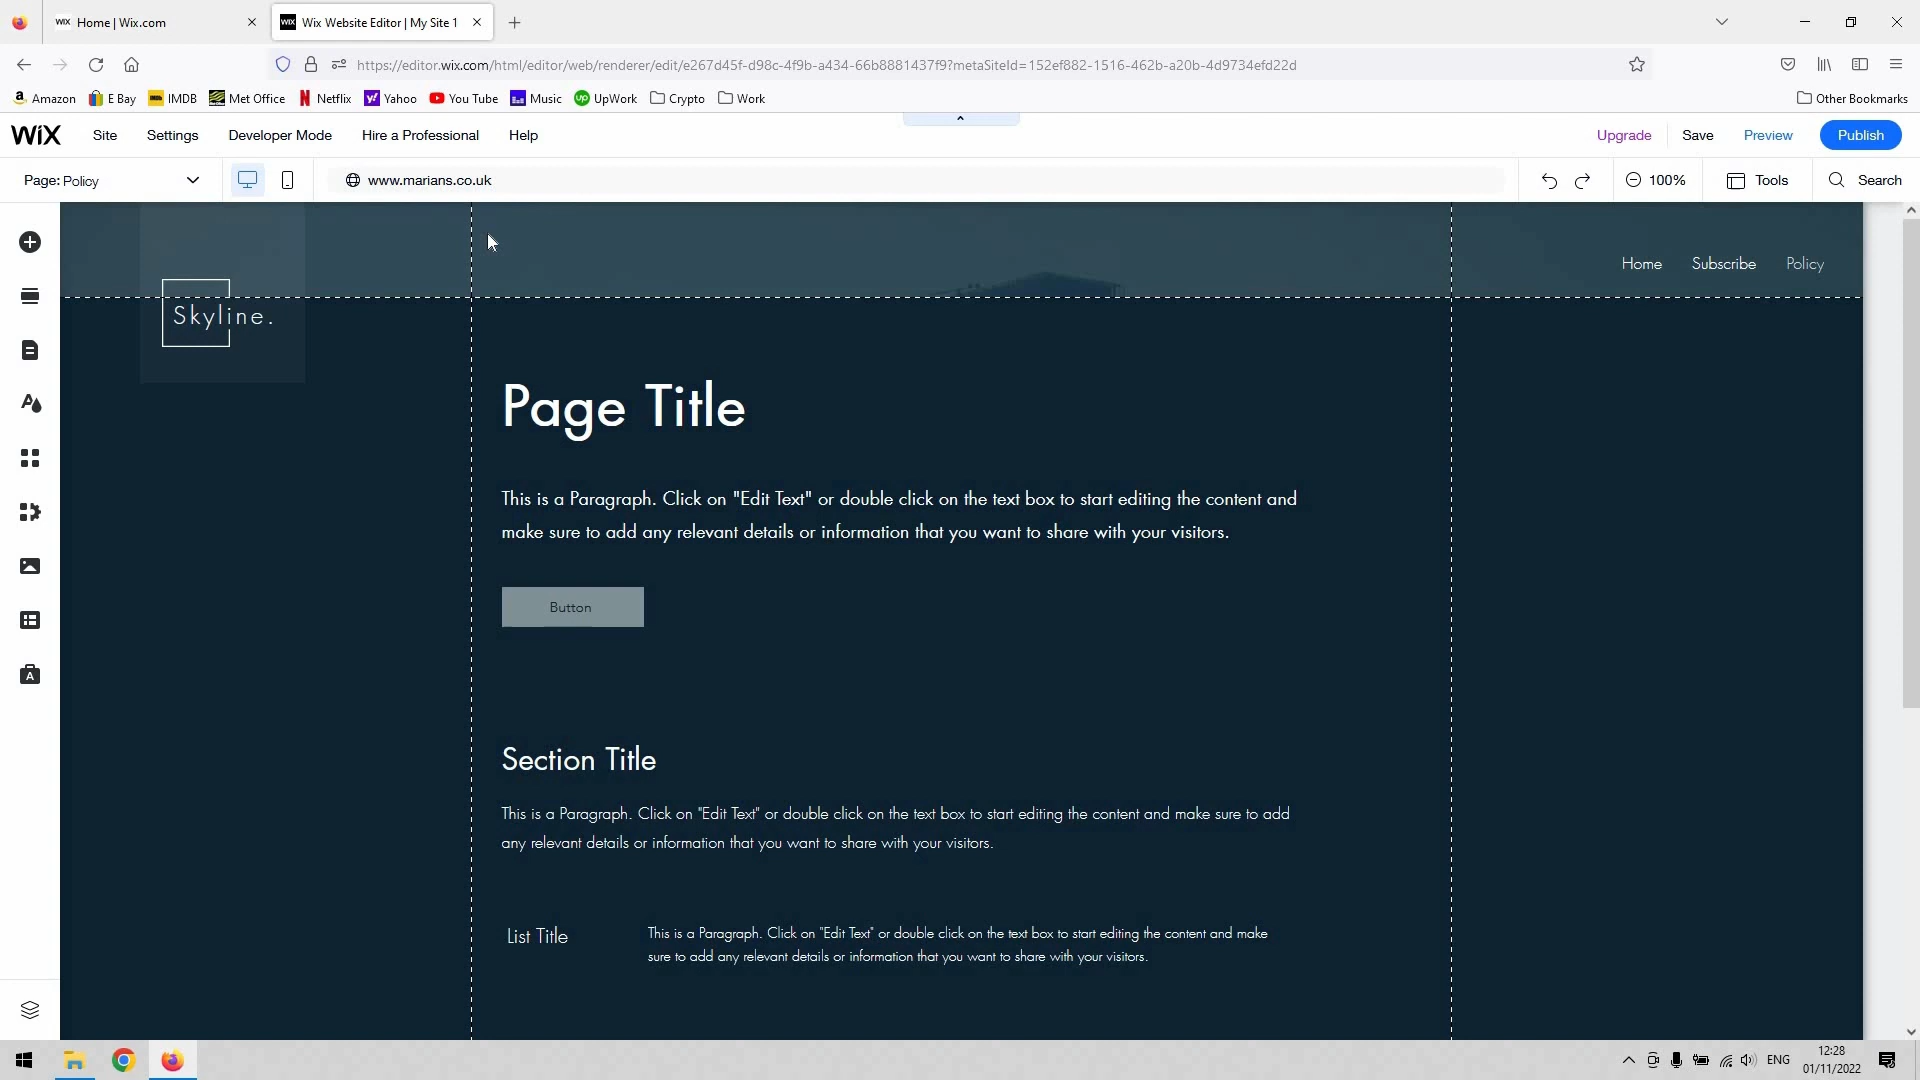 WIX Home | Wix.com
WIX Wix Website Editor | My Site 1
https://editor.wix.com/html/editor/web/renderer/edit/e267d45f-d98c-4f9b-a434-66b8881437f9?metaSiteId=152ef882-1516-462b-a20b-4d9734efd22d
Amazon E Bay IMDB Met Office Netflix Yahoo You Tube Music UpWork Crypto Work Other Bookmarks
WiX Site Settings Developer Mode Hire a Professional Help Upgrade Save Preview Publish
Page: Policy www.marians.co.uk 100% Tools Search
Home Subscribe Policy
Skyline.
Page Title
This is a Paragraph. Click on "Edit Text" or double click on the text box to start editing the content and
make sure to add any relevant details or information that you want to share with your visitors.
Button
Section Title
This is a Paragraph. Click on "Edit Text" or double click on the text box to start editing the content and make sure to add
any relevant details or information that you want to share with your visitors.
List Title
This is a Paragraph. Click on "Edit Text" or double click on the text box to start editing the content and make
sure to add any relevant details or information that you want to share with your visitors.
ENG 12:28
01/11/2022